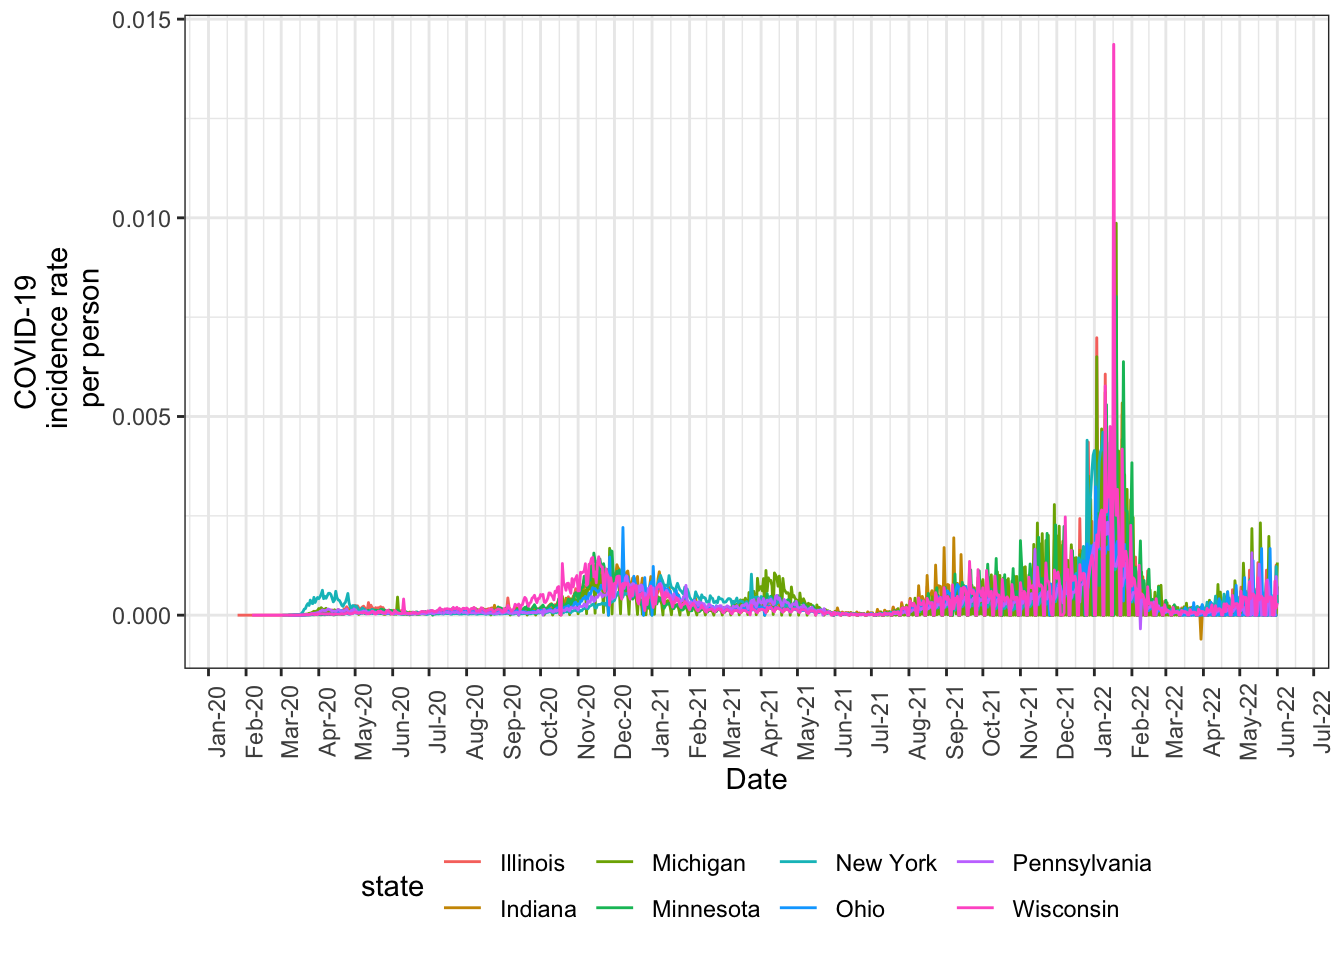 0.015
0.010
0.005
0.000
COVID-19
incidence rate
per person
Jan-20
Feb-20
Mar-20
Apr-20
May-20
Jun-20
Jul-20
Aug-20
Sep-20
Oct-20
Nov-20
Dec-20
Jan-21
Feb-21
Mar-21
Apr-21
May-21
Jun-21
Jul-21
Aug-21
Sep-21
Oct-21
Nov-21
Dec-21
Jan-22
Feb-22
Mar-22
Apr-22
May-22
Jun-22
Jul-22
Date
state
Illinois Michigan New York Pennsylvania
Indiana Minnesota Ohio Wisconsin